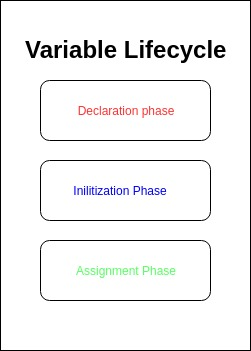 Variable Lifecycle
Declaration phase
Inilitization Phase
Assignment Phase